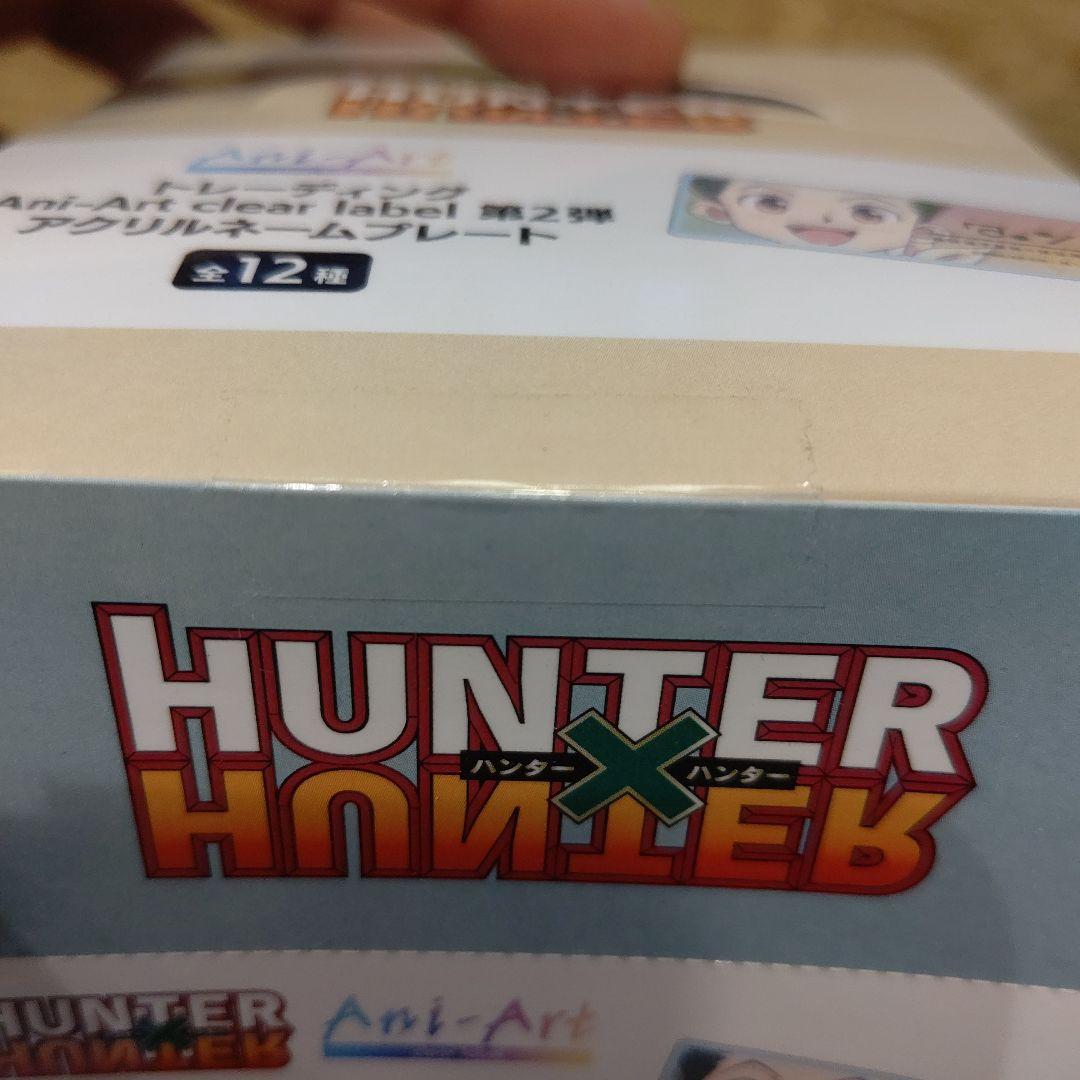 HUNTER
HUNTER
Ani-Art
トレーディング
Ani-Art clear label 第2弾
アクリルネームプレート
全12種
HUNTER
ハンター×ハンター
HUNTER
HUNTER
×
HUNTER
Ani-Art